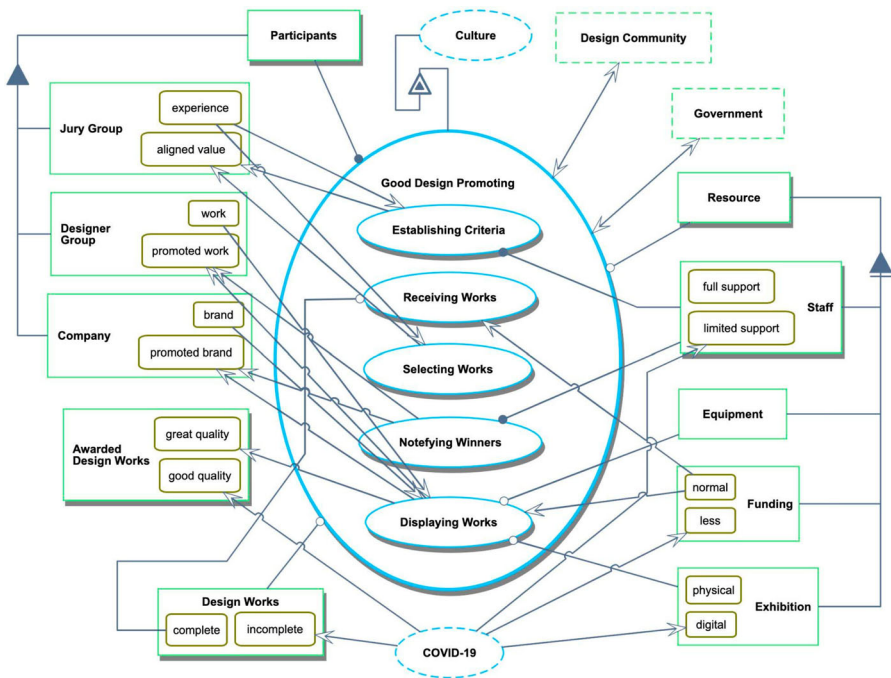 Participants
Culture
Design Community
Government
Jury Group
experience
aligned value
Good Design Promoting
Resource
Designer
Group
work
promoted work
Establishing Criteria
Staff
full support
limited support
Company
brand
promoted brand
Receiving Works
Selecting Works
Awarded
Design Works
great quality
good quality
Notefying Winners
Equipment
Displaying Works
normal
less
Funding
Design Works
complete
incomplete
COVID-19
physical
digital
Exhibition